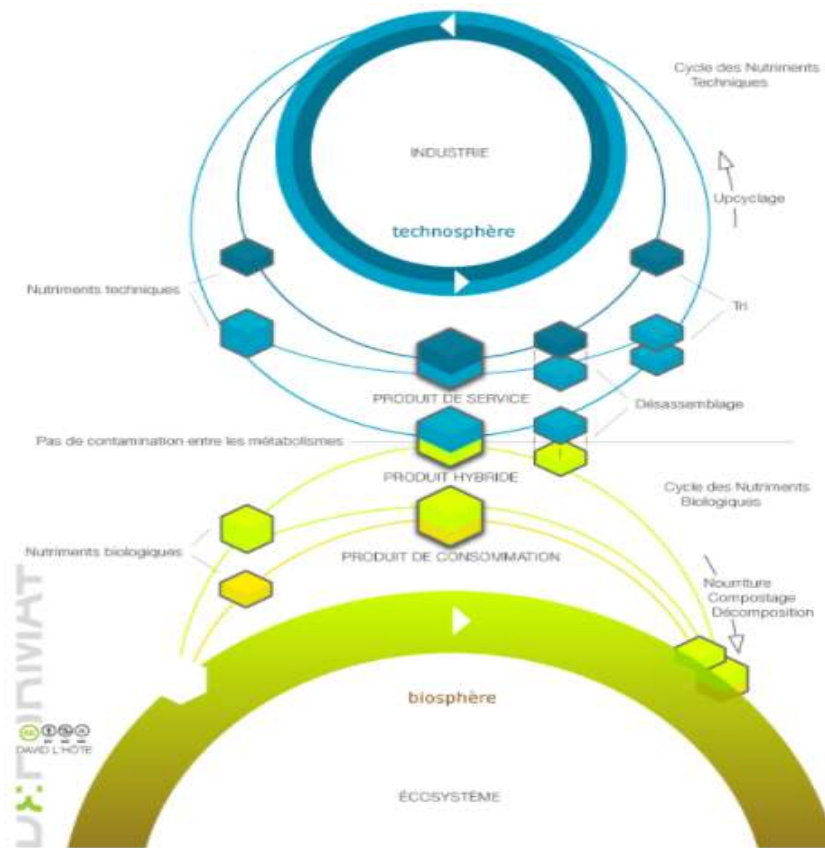 Cycle des Nutriments
Techniques
INDUSTRIE
Upcyclage
technosphère
Nutriments techniques
Tri
PRODUIT DE SERVICE
Désassemblage
Pas de contamination entre les métabolismes
PRODUIT HYBRIDE
Cycle des Nutriments
Biologiques
Nutriments biologiques
PRODUIT DE CONSOMMATION
Nourriture
Compostage
Décomposition
biosphère
DAVID L'HÔTE
ÉCOSYSTÈME